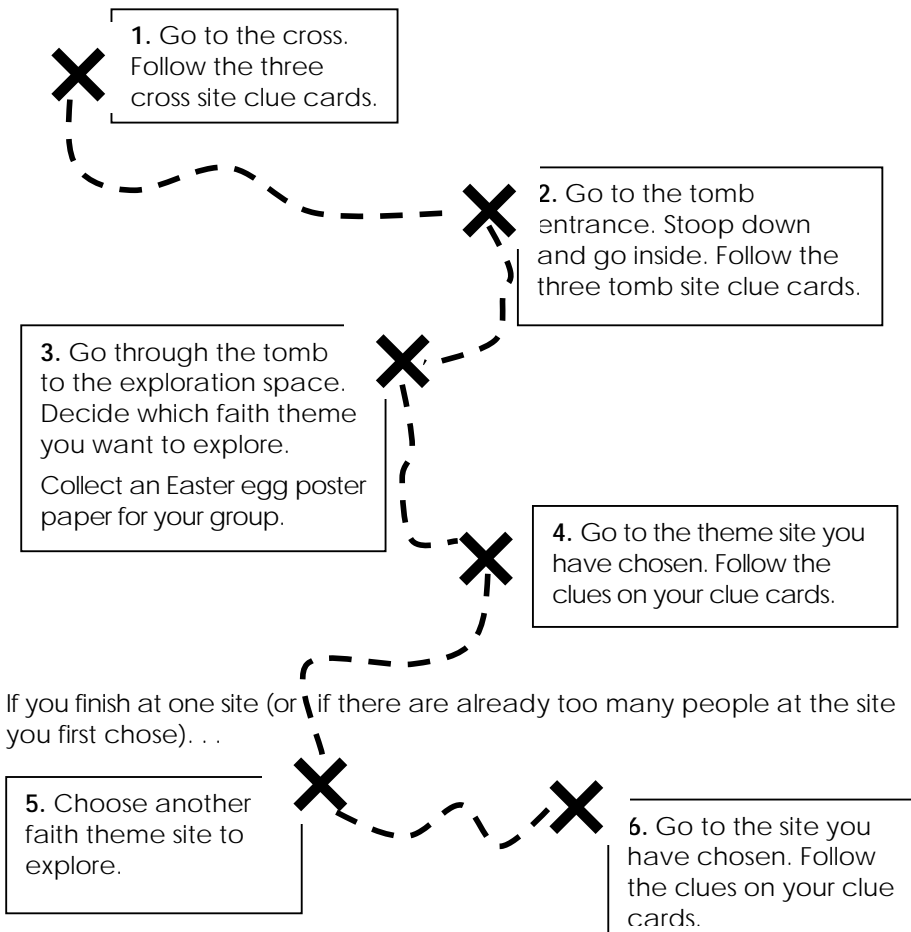 1. Go to the cross.
Follow the three
cross site clue cards.
2. Go to the tomb
entrance. Stoop down
and go inside. Follow the
three tomb site clue cards.
3. Go through the tomb
to the exploration space.
Decide which faith theme
you want to explore.
Collect an Easter egg poster
paper for your group.
4. Go to the theme site you
have chosen. Follow the
clues on your clue cards.
If you finish at one site (or if there are already too many people at the site
you first chose). . .
5. Choose another
faith theme site to
explore.
6. Go to the site you
have chosen. Follow
the clues on your clue
cards.